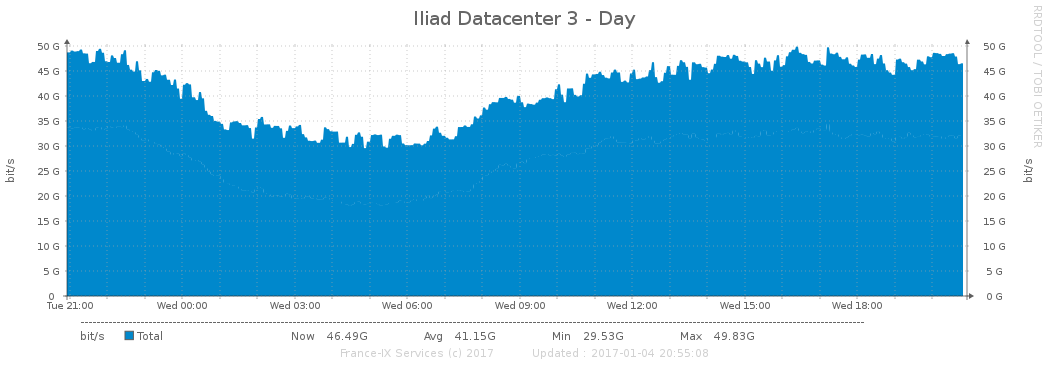 Iliad Datacenter 3 - Day
RRDTOOL / TOBI OETIKER
bit/s
bit/s
50 G 50 G
45 G 45 G
40 G 40 G
35 G 35 G
30 G 30 G
25 G 25 G
20 G 20 G
15 G 15 G
10 G 10 G
5 G 5 G
0 0 G
Tue 21:00 Wed 00:00 Wed 03:00 Wed 06:00 Wed 09:00 Wed 12:00 Wed 15:00 Wed 18:00
bit/s Total Now 46.49G Avg 41.15G Min 29.53G Max 49.83G
France-IX Services (c) 2017 Updated : 2017-01-04 20:55:08